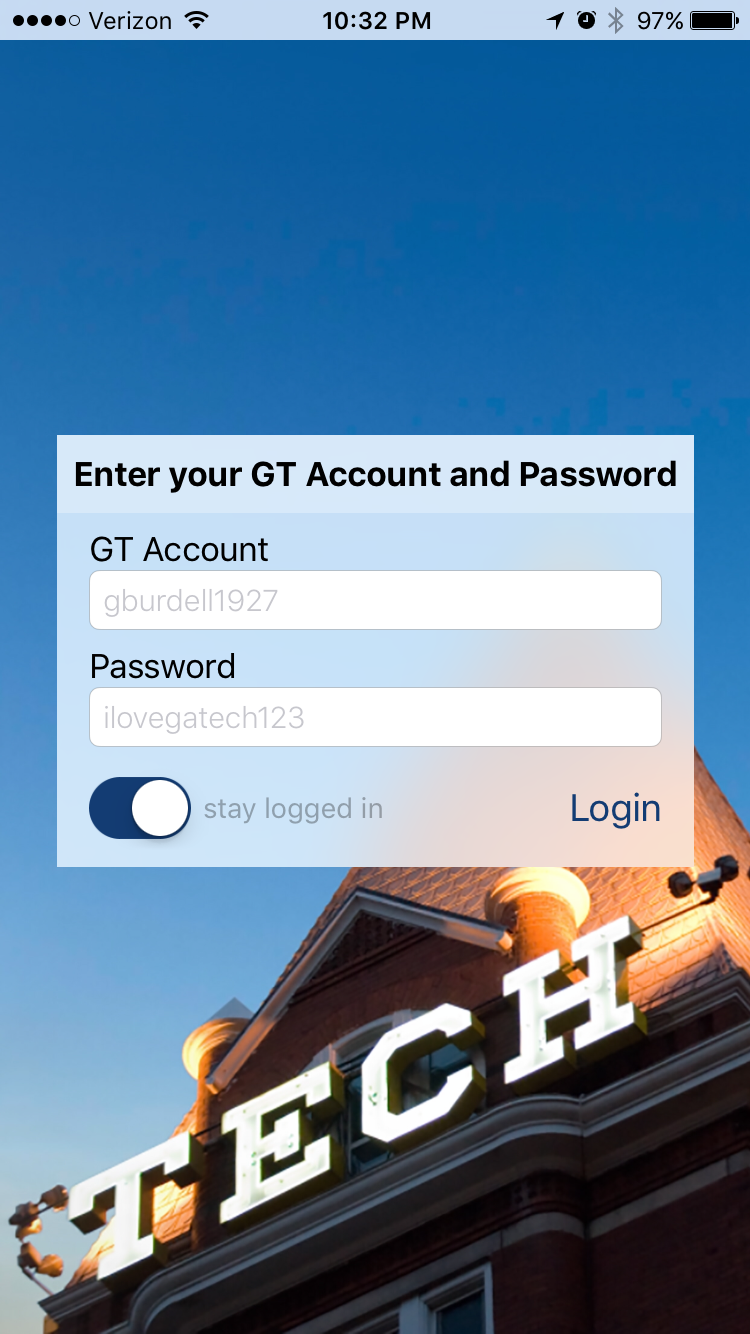 Verizon 10:32 PM 97%
Enter your GT Account and Password
GT Account
gburdell1927
Password
ilovegatech123
stay logged in Login
TECH